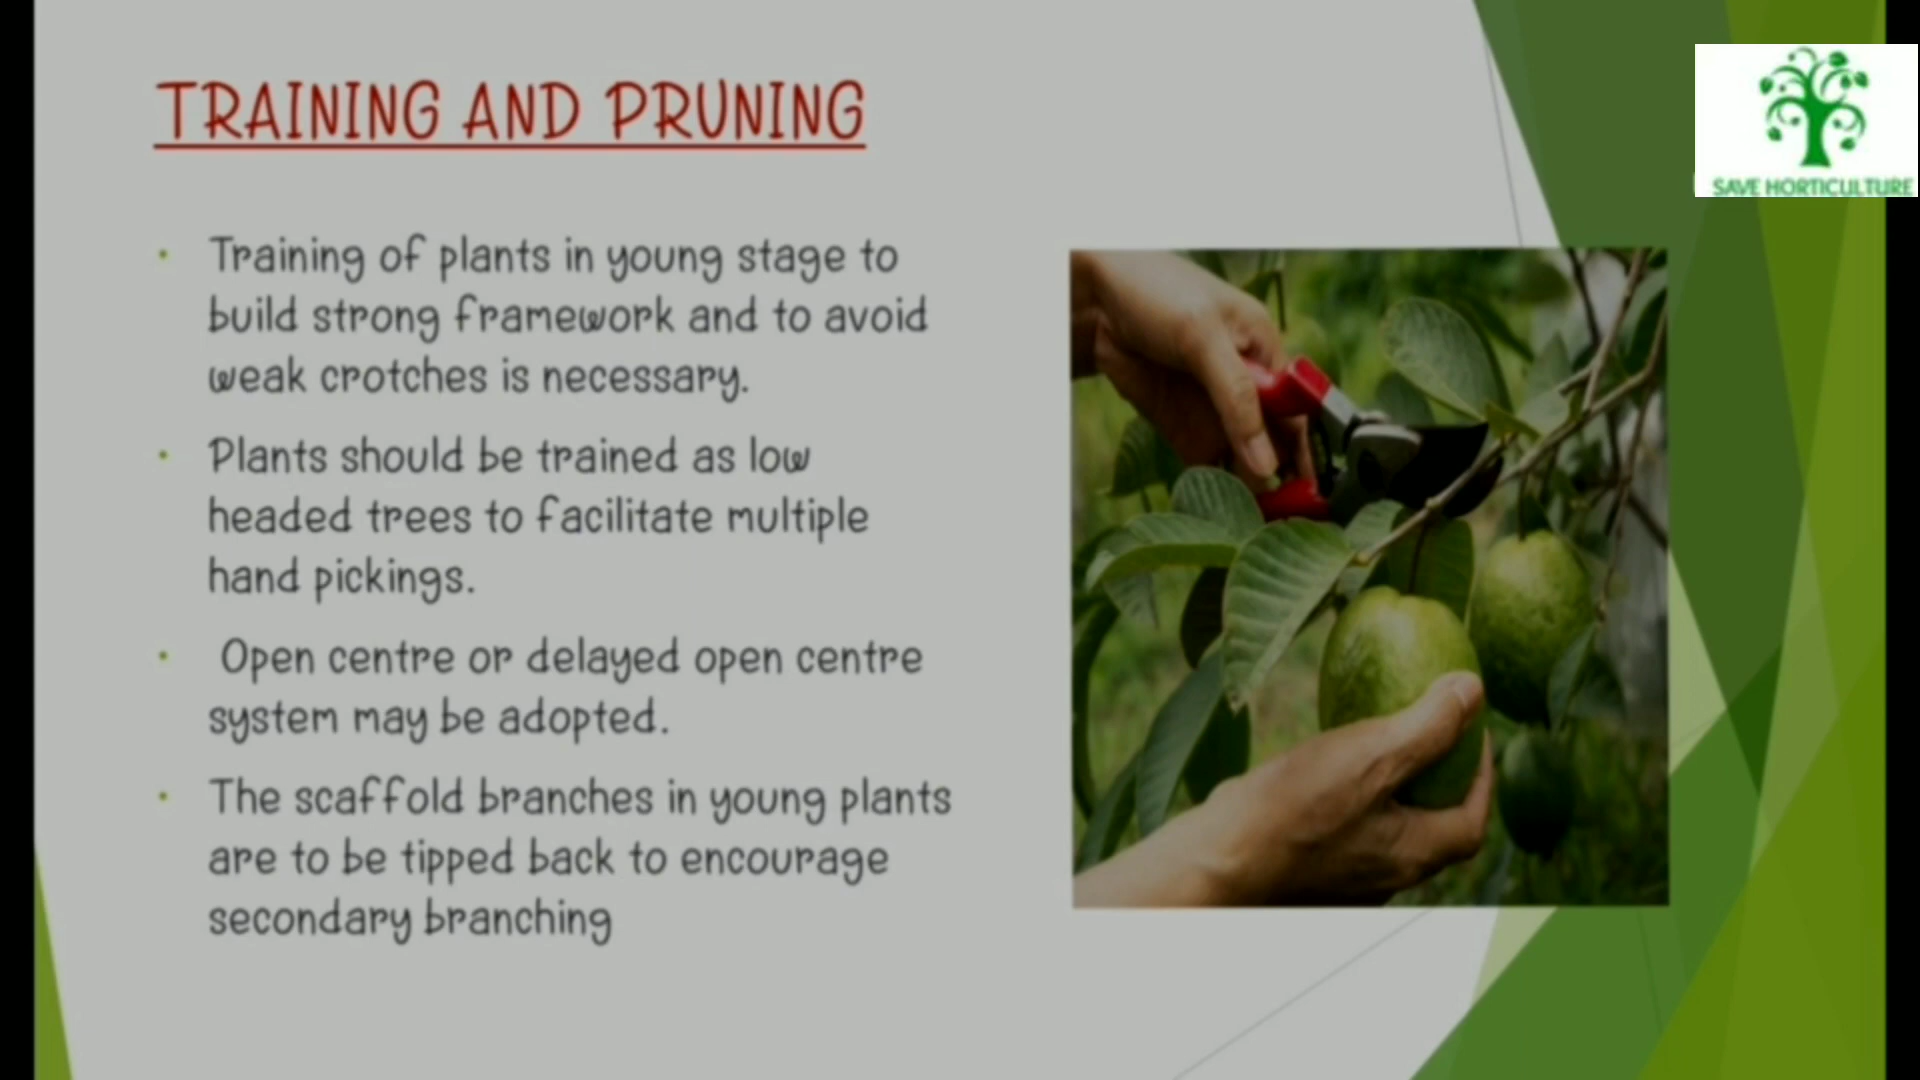 TRAINING AND PRUNING
SAVE HORTICULTURE
• Training of plants in young stage to
build strong framework and to avoid
weak crotches is necessary.
• Plants should be trained as low
headed trees to facilitate multiple
hand pickings.
• Open centre or delayed open centre
system may be adopted.
• The scaffold branches in young plants
are to be tipped back to encourage
secondary branching